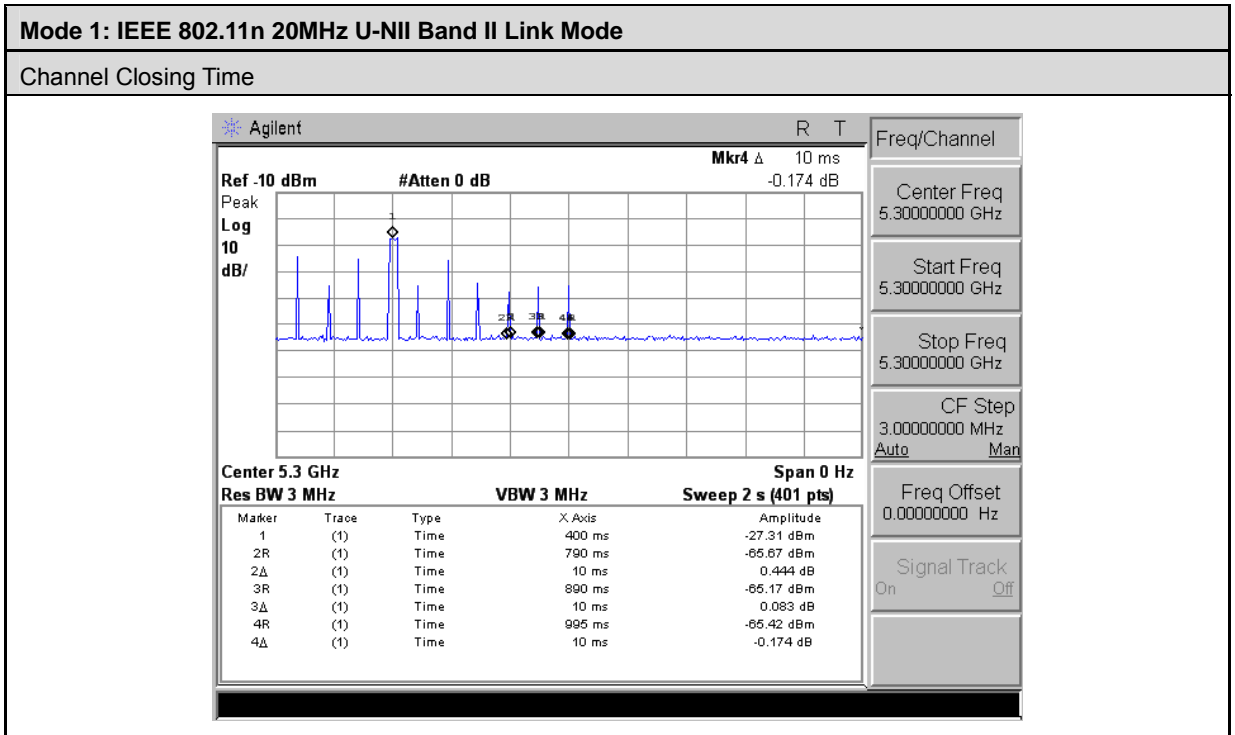 Mode 1: IEEE 802.11n 20MHz U-NII Band II Link Mode
Channel Closing Time
Agilent R T
Mkr4 Δ 10 ms
Ref -10 dBm #Atten 0 dB -0.174 dB
Peak
Log
10
dB/
1
Center 5.3 GHz Span 0 Hz
Res BW 3 MHz VBW 3 MHz Sweep 2 s (401 pts)
Marker Trace Type X Axis Amplitude
1 (1) Time 400 ms -27.31 dBm
2R (1) Time 790 ms -65.67 dBm
2Δ (1) Time 10 ms 0.444 dB
3R (1) Time 890 ms -65.17 dBm
3Δ (1) Time 10 ms 0.083 dB
4R (1) Time 995 ms -65.42 dBm
4Δ (1) Time 10 ms -0.174 dB
Freq/Channel
Center Freq
5.30000000 GHz
Start Freq
5.30000000 GHz
Stop Freq
5.30000000 GHz
CF Step
3.00000000 MHz
Auto Man
Freq Offset
0.00000000 Hz
Signal Track
On Off